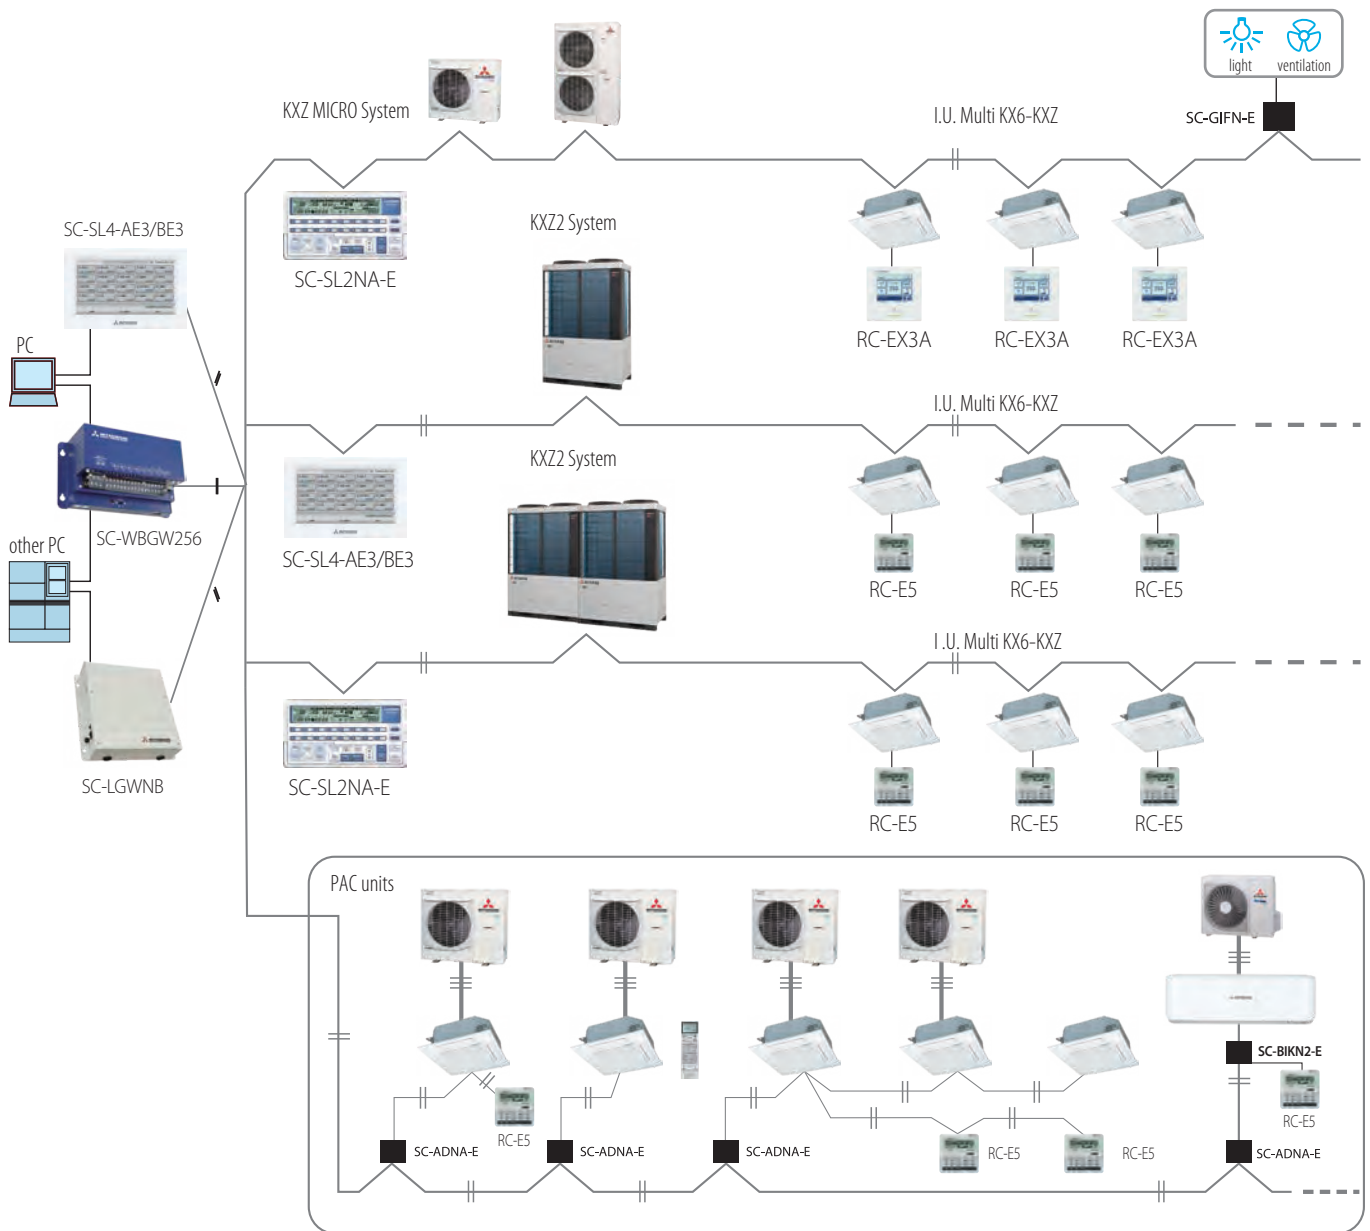 light
ventilation
SC-GIFN-E
KXZ MICRO System
I.U. Multi KX6-KXZ
SC-SL4-AE3/BE3
SC-SL2NA-E
KXZ2 System
RC-EX3A
RC-EX3A
RC-EX3A
PC
I.U. Multi KX6-KXZ
KXZ2 System
SC-WBGW256
other PC
SC-SL4-AE3/BE3
RC-E5
RC-E5
RC-E5
I.U. Multi KX6-KXZ
SC-LGWNB
SC-SL2NA-E
RC-E5
RC-E5
RC-E5
PAC units
SC-BIKN2-E
RC-E5
RC-E5
SC-ADNA-E
SC-ADNA-E
SC-ADNA-E
RC-E5
RC-E5
SC-ADNA-E